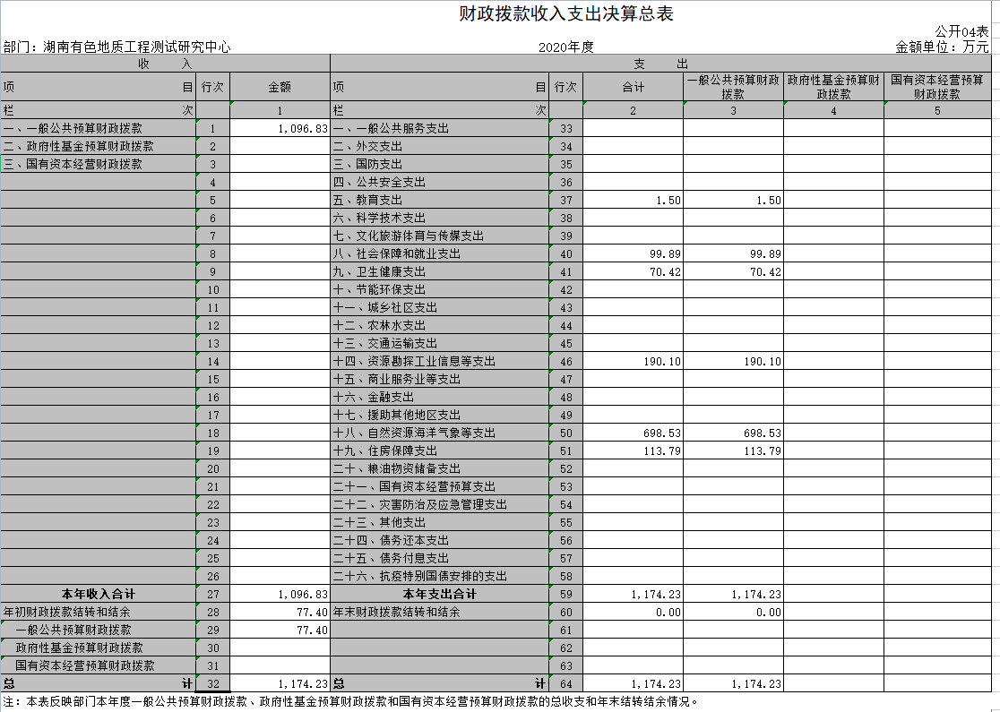 财政拨款收入支出决算总表
公开04表
部门：湖南有色地质工程测试研究中心 2020年度 金额单位：万元
收 入 支 出
项 目 行次 金额 项 目 行次 合计 一般公共预算财政拨款 政府性基金预算财政拨款 国有资本经营预算财政拨款
栏 次 1 栏 次 2 3 4 5
一、一般公共预算财政拨款 1 1,096.83 一、一般公共服务支出 33
二、政府性基金预算财政拨款 2 二、外交支出 34
三、国有资本经营财政拨款 3 三、国防支出 35
4 四、公共安全支出 36
5 五、教育支出 37 1.50 1.50
6 六、科学技术支出 38
7 七、文化旅游体育与传媒支出 39
8 八、社会保障和就业支出 40 99.89 99.89
9 九、卫生健康支出 41 70.42 70.42
10 十、节能环保支出 42
11 十一、城乡社区支出 43
12 十二、农林水支出 44
13 十三、交通运输支出 45
14 十四、资源勘探工业信息等支出 46 190.10 190.10
15 十五、商业服务业等支出 47
16 十六、金融支出 48
17 十七、援助其他地区支出 49
18 十八、自然资源海洋气象等支出 50 698.53 698.53
19 十九、住房保障支出 51 113.79 113.79
20 二十、粮油物资储备支出 52
21 二十一、国有资本经营预算支出 53
22 二十二、灾害防治及应急管理支出 54
23 二十三、其他支出 55
24 二十四、债务还本支出 56
25 二十五、债务付息支出 57
26 二十六、抗疫特别国债安排的支出 58
本年收入合计 27 1,096.83 本年支出合计 59 1,174.23 1,174.23
年初财政拨款结转和结余 28 77.40 年末财政拨款结转和结余 60 0.00 0.00
一般公共预算财政拨款 29 77.40 61
政府性基金预算财政拨款 30 62
国有资本经营预算财政拨款 31 63
总 计 32 1,174.23 总 计 64 1,174.23 1,174.23
注：本表反映部门本年度一般公共预算财政拨款、政府性基金预算财政拨款和国有资本经营预算财政拨款的总收支和年末结转结余情况。